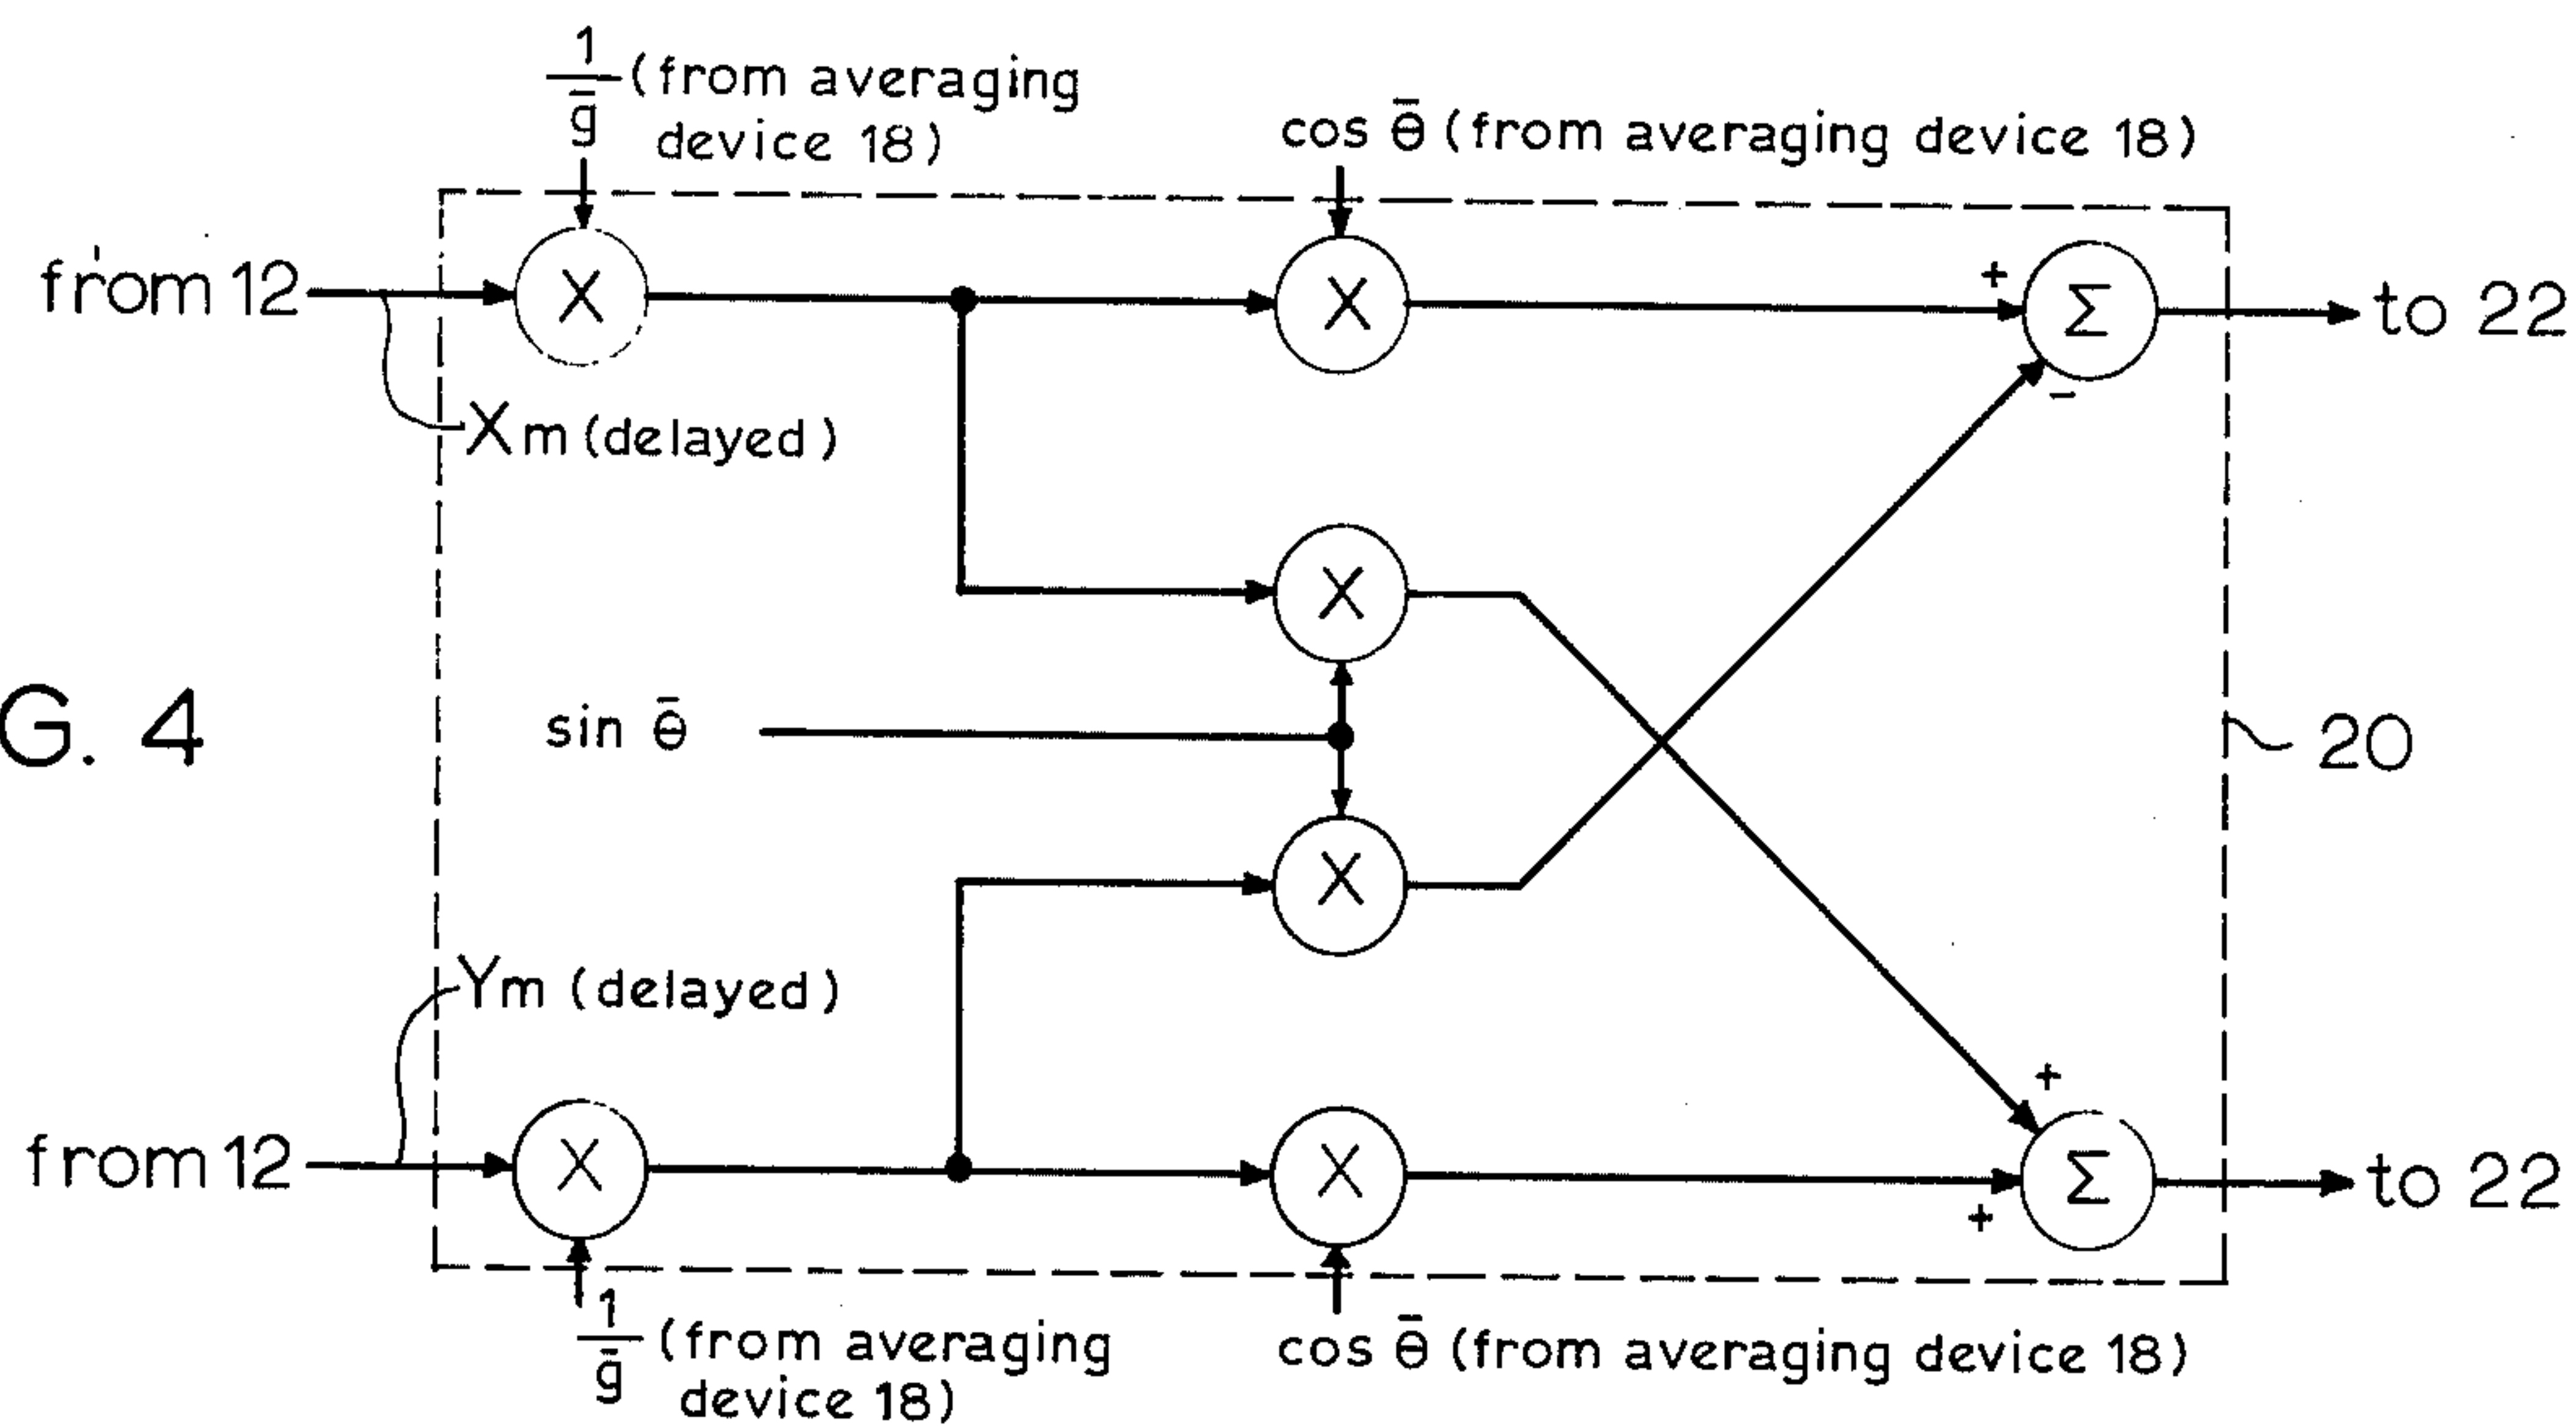 1/ḡ (from averaging
device 18)
cos θ̄ (from averaging device 18)
from 12
X
X
+
Σ
to 22
-
Xm (delayed)
X
G. 4
sin θ̄
20
X
Ym (delayed)
+
from 12
X
X
+
Σ
to 22
1/ḡ (from averaging
device 18)
cos θ̄ (from averaging device 18)